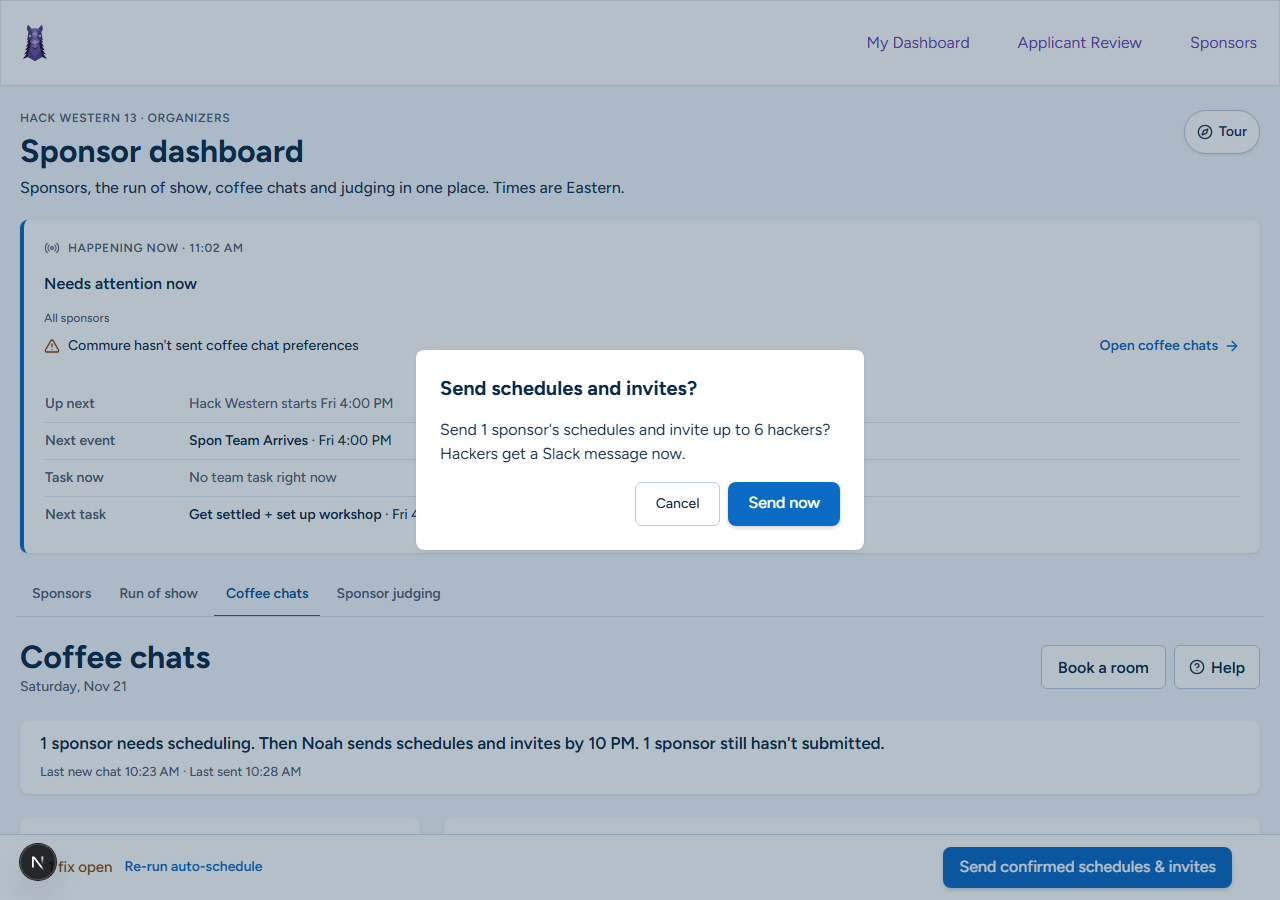 My Dashboard
Applicant Review
Sponsors
HACK WESTERN 13 · ORGANIZERS
Sponsor dashboard
Tour
Sponsors, the run of show, coffee chats and judging in one place. Times are Eastern.
HAPPENING NOW · 11:02 AM
Needs attention now
All sponsors
Commure hasn't sent coffee chat preferences
Open coffee chats
Up next
Hack Western starts Fri 4:00 PM
Next event
Spon Team Arrives · Fri 4:00 PM
Task now
No team task right now
Next task
Get settled + set up workshop · Fri 4
Send schedules and invites?
Send 1 sponsor's schedules and invite up to 6 hackers?
Hackers get a Slack message now.
Cancel
Send now
Sponsors
Run of show
Coffee chats
Sponsor judging
Coffee chats
Saturday, Nov 21
Book a room
Help
1 sponsor needs scheduling. Then Noah sends schedules and invites by 10 PM. 1 sponsor still hasn't submitted.
Last new chat 10:23 AM · Last sent 10:28 AM
N
fix open
Re-run auto-schedule
Send confirmed schedules & invites